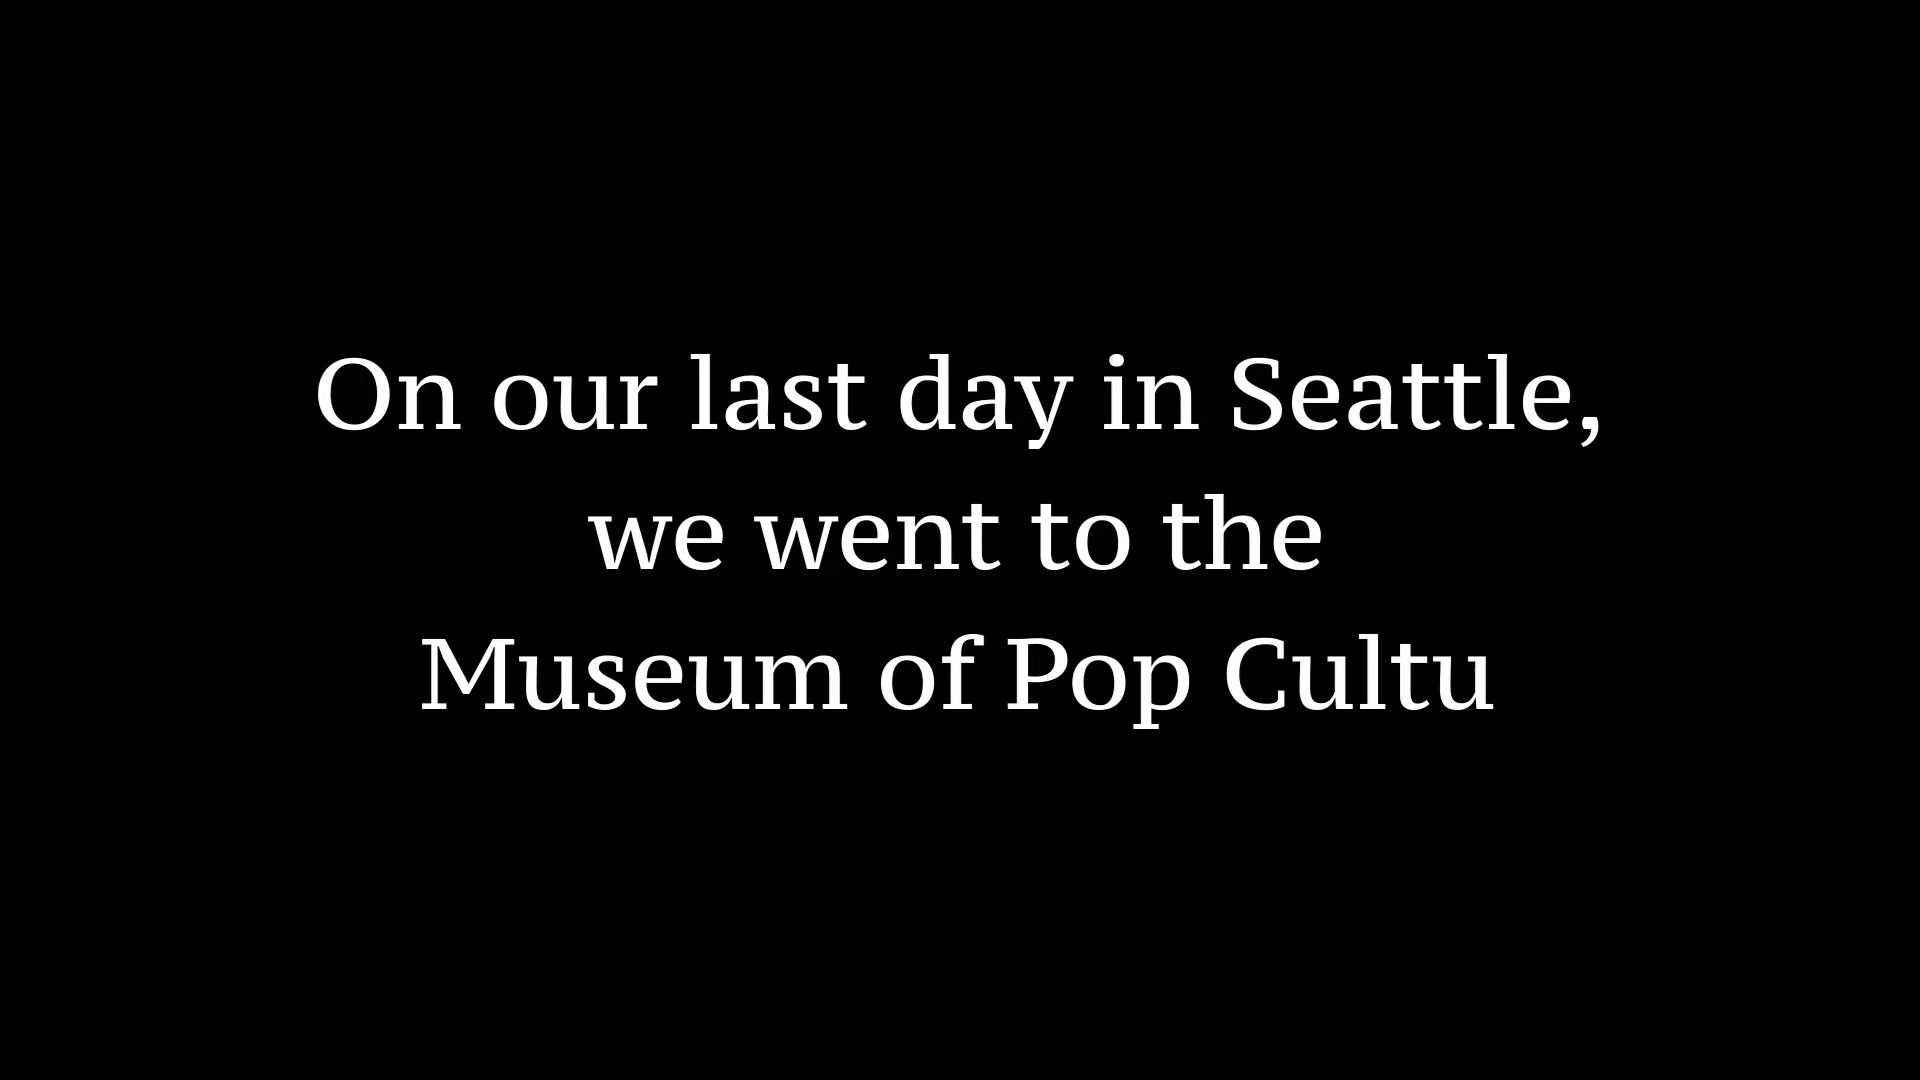 On our last day in Seattle,
we went to the
Museum of Pop Cultu